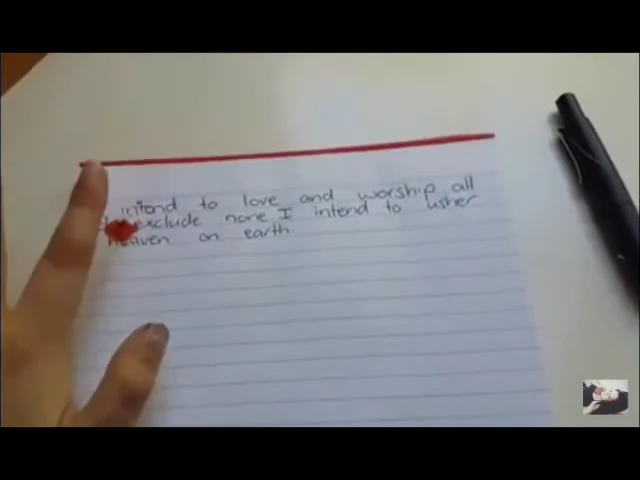 intend to love and worship all
exclude none I intend to usher
heaven on earth.